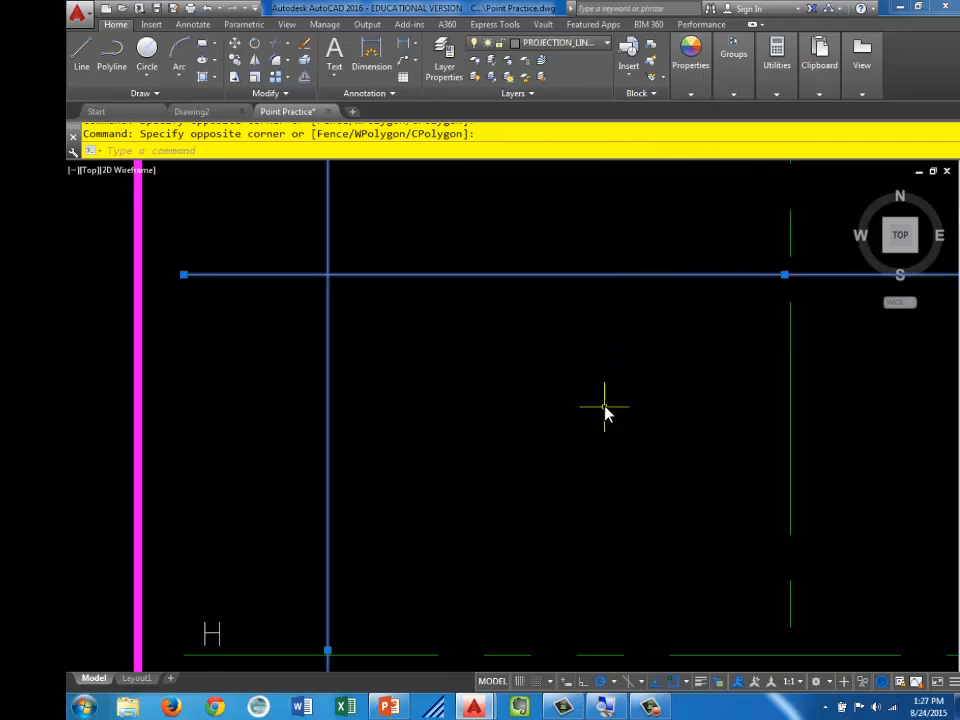 Autodesk AutoCAD 2016 - EDUCATIONAL VERSION C...\Point Practice.dwg
Type a keyword or phrase
Sign In
Home Insert Annotate Parametric View Manage Output Add-ins A360 Express Tools Vault Featured Apps BIM 360 Performance
Line Polyline Circle Arc Text Dimension Layer Properties PROJECTION_LIN... Insert Properties Groups Utilities Clipboard View
Draw Modify Annotation Layers Block
Start Drawing2 Point Practice*
Command: Specify opposite corner or [Fence/WPolygon/CPolygon]:
Type a command
[−][Top][2D Wireframe]
N
W TOP E
S
WCS
H
Model Layout1 +
MODEL 1:1
1:27 PM
8/24/2015